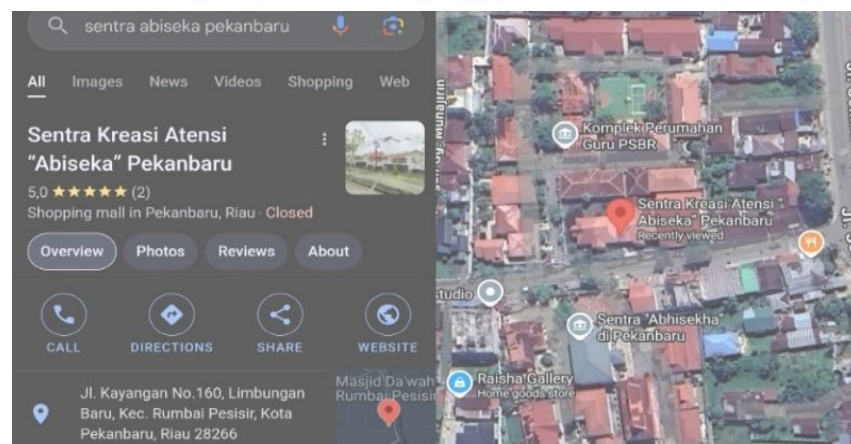 sentra abiseka pekanbaru
All Images News Videos Shopping Web
Sentra Kreasi Atensi
"Abiseka" Pekanbaru
5,0 ★★★★★ (2)
Shopping mall in Pekanbaru, Riau · Closed
Overview Photos Reviews About
CALL DIRECTIONS SHARE WEBSITE
Jl. Kayangan No.160, Limbungan
Baru, Kec. Rumbai Pesisir, Kota
Pekanbaru, Riau 28266
Masjid Da'wah
Rumbai Pesisir
Gg. Muhajirin
Komplek Perumahan
Guru PSBR
Sentra Kreasi Atensi "
Abiseka" Pekanbaru
Recently viewed
studio
Sentra "Abhisekha"
di Pekanbaru
Raisha Gallery
Home goods store